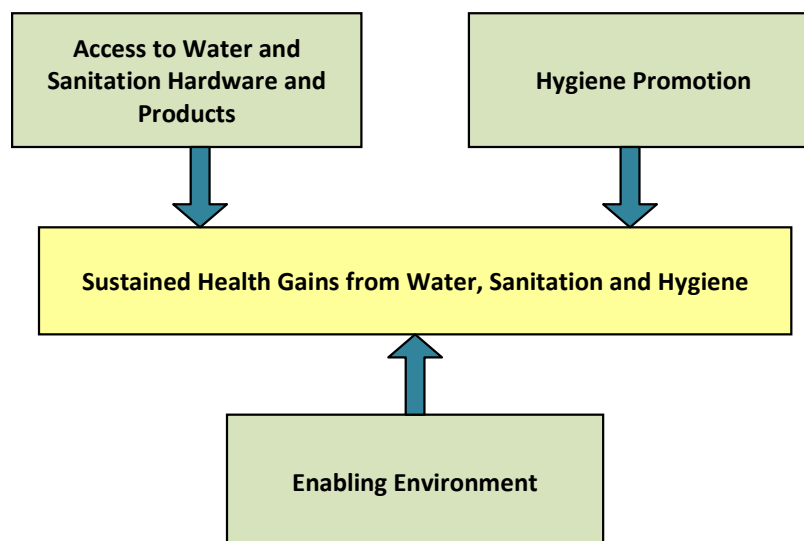 Access to Water and
Sanitation Hardware and
Products
Hygiene Promotion
Sustained Health Gains from Water, Sanitation and Hygiene
Enabling Environment